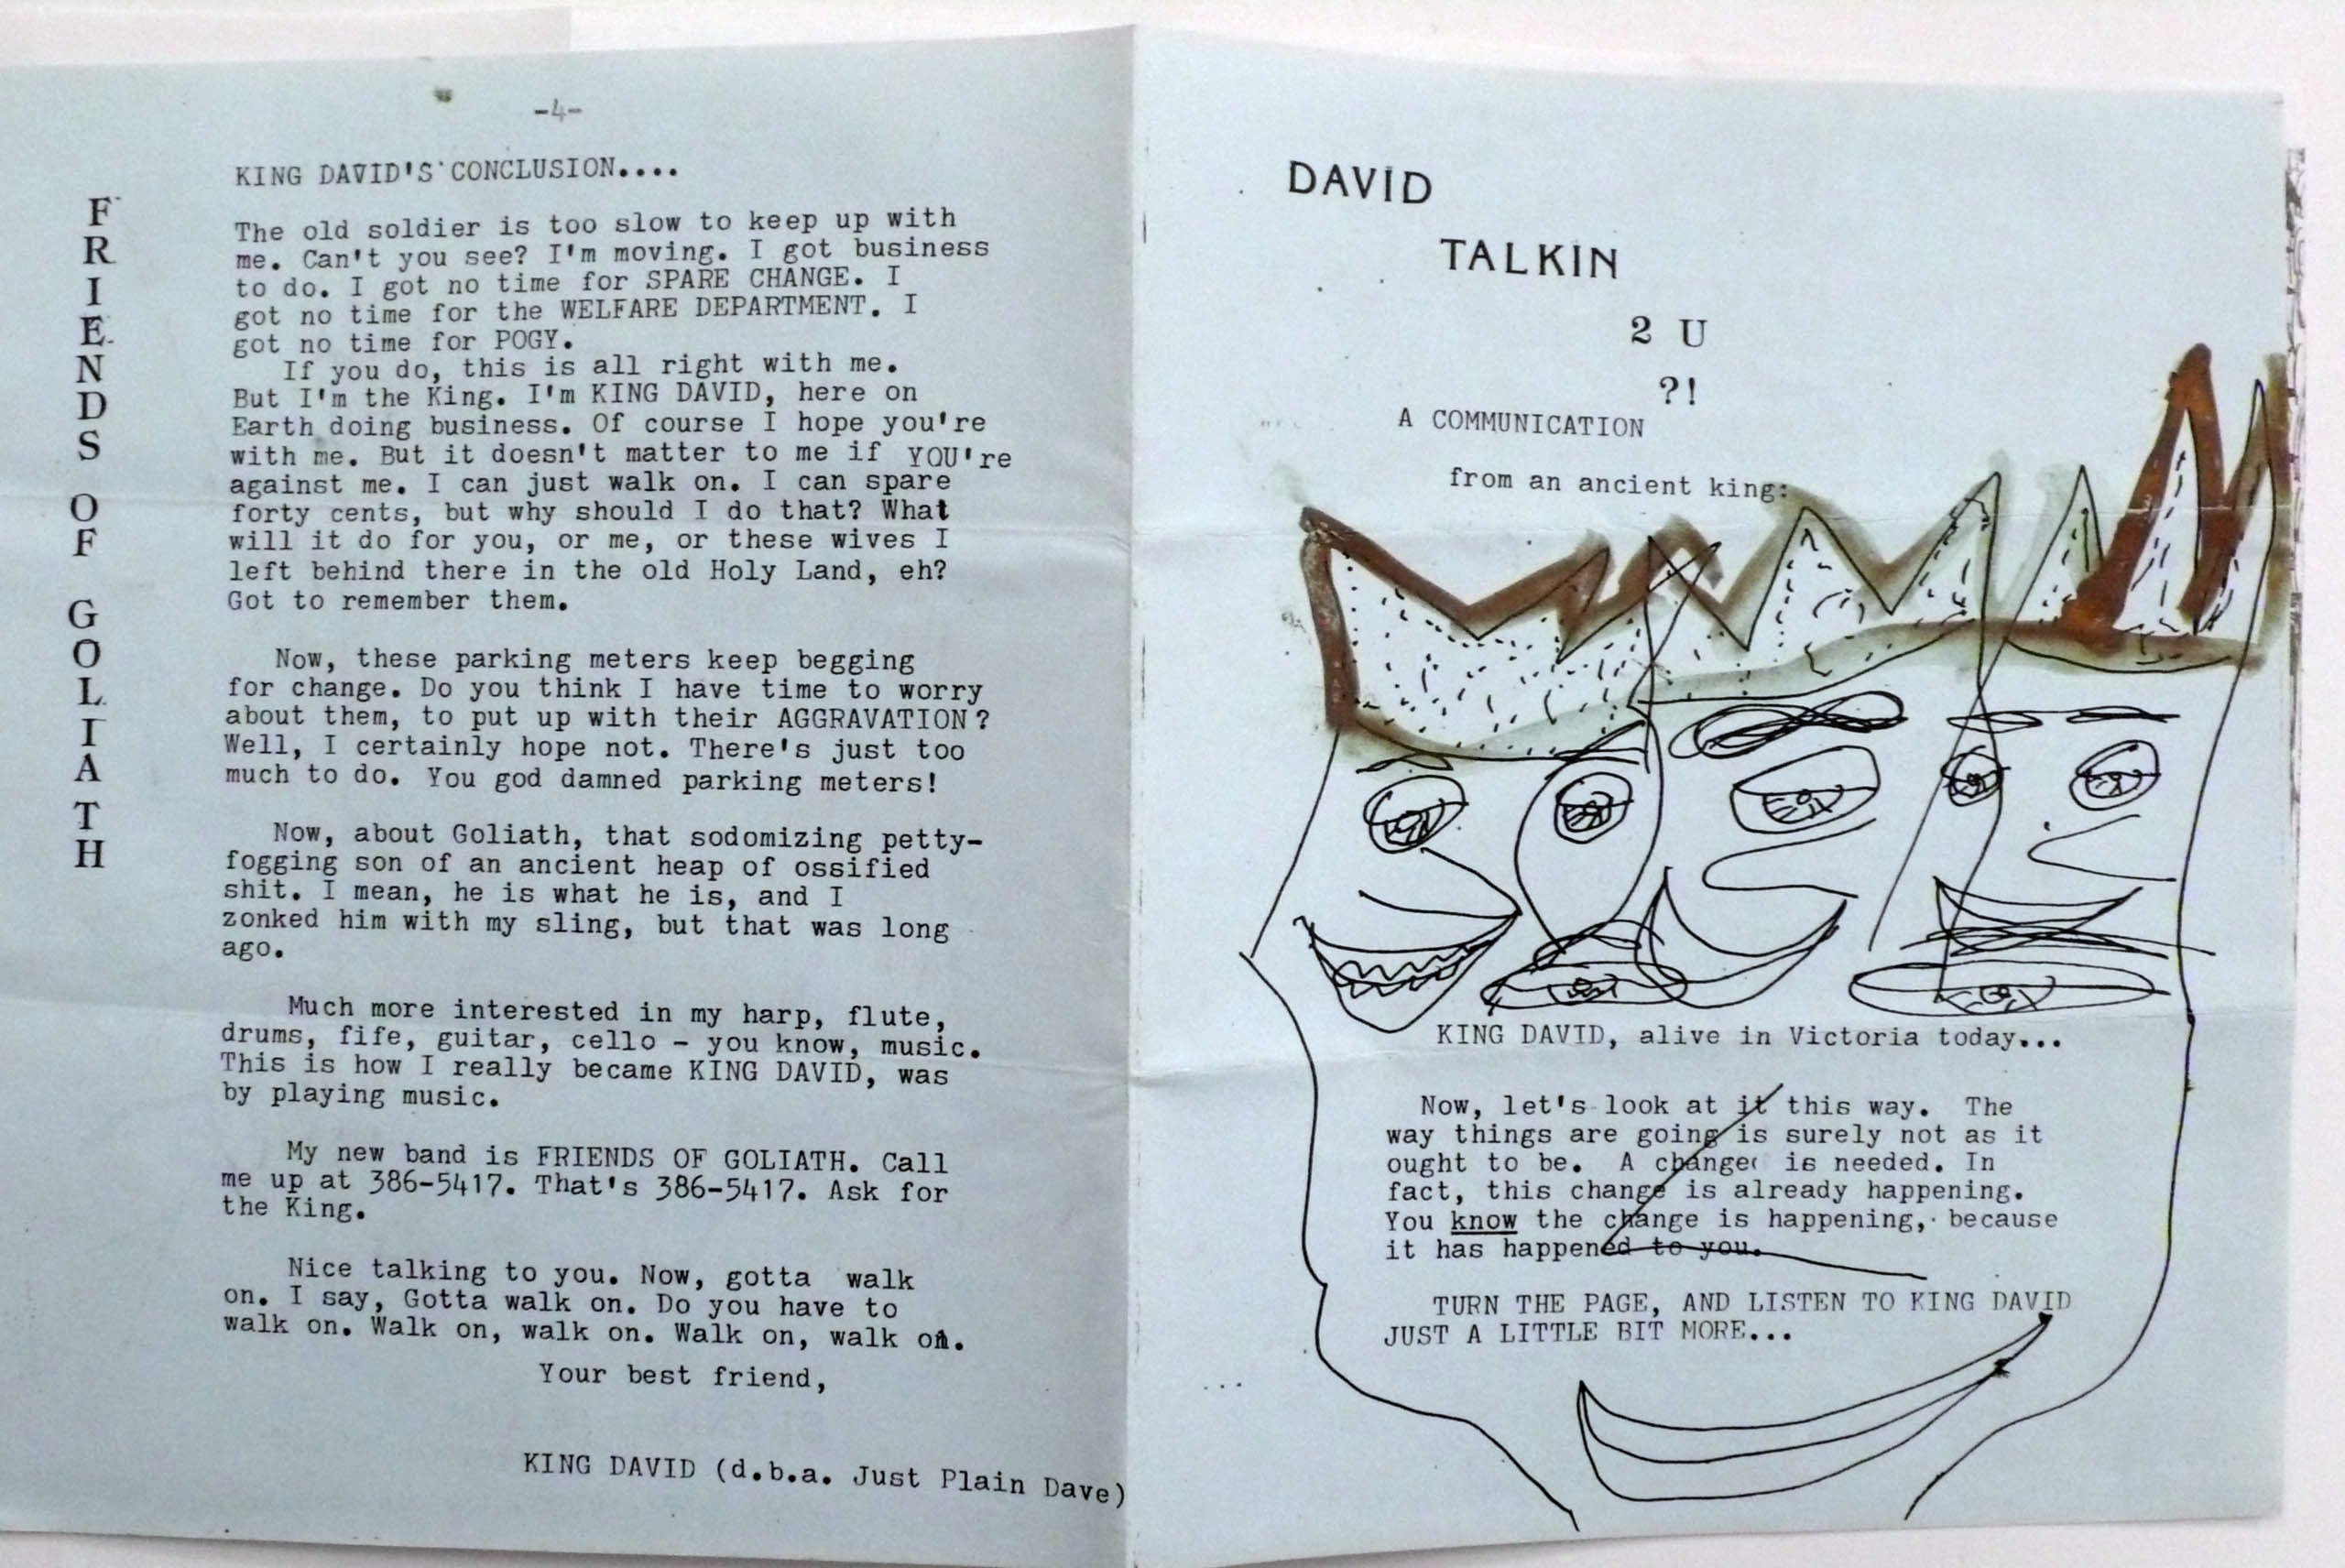 -4-
KING DAVID'S CONCLUSION....
FRIENDS OF GOLIATH
The old soldier is too slow to keep up with
me. Can't you see? I'm moving. I got business
to do. I got no time for SPARE CHANGE. I
got no time for the WELFARE DEPARTMENT. I
got no time for POGY.
If you do, this is all right with me.
But I'm the King. I'm KING DAVID, here on
Earth doing business. Of course I hope you're
with me. But it doesn't matter to me if YOU're
against me. I can just walk on. I can spare
forty cents, but why should I do that? What
will it do for you, or me, or these wives I
left behind there in the old Holy Land, eh?
Got to remember them.
Now, these parking meters keep begging
for change. Do you think I have time to worry
about them, to put up with their AGGRAVATION?
Well, I certainly hope not. There's just too
much to do. You god damned parking meters!
Now, about Goliath, that sodomizing petty-
fogging son of an ancient heap of ossified
shit. I mean, he is what he is, and I
zonked him with my sling, but that was long
ago.
Much more interested in my harp, flute,
drums, fife, guitar, cello - you know, music.
This is how I really became KING DAVID, was
by playing music.
My new band is FRIENDS OF GOLIATH. Call
me up at 386-5417. That's 386-5417. Ask for
the King.
Nice talking to you. Now, gotta walk
on. I say, Gotta walk on. Do you have to
walk on. Walk on, walk on. Walk on, walk on.
Your best friend,
KING DAVID (d.b.a. Just Plain Dave)
DAVID
TALKIN
2 U
?!
A COMMUNICATION
from an ancient king:
KING DAVID, alive in Victoria today...
Now, let's look at it this way. The
way things are going is surely not as it
ought to be. A change is needed. In
fact, this change is already happening.
You know the change is happening, because
it has happened to you.
TURN THE PAGE, AND LISTEN TO KING DAVID
JUST A LITTLE BIT MORE...